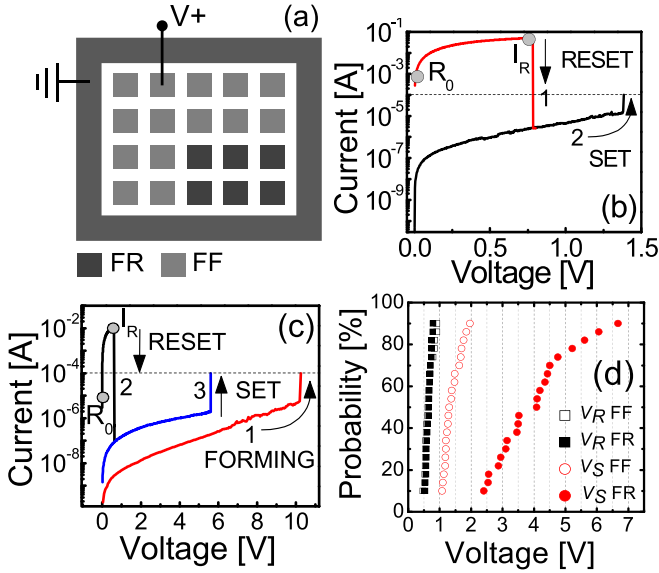 V+
(a)
FR
FF
Current [A]
10⁻¹
10⁻³
10⁻⁵
10⁻⁷
10⁻⁹
R₀
I_R
RESET
1
2
SET
(b)
0.0 0.5 1.0 1.5
Voltage [V]
Current [A]
10⁻²
10⁻⁴
10⁻⁶
10⁻⁸
(c)
I_R
RESET
R₀
2
3
SET
1
FORMING
0 2 4 6 8 10
Voltage [V]
Probability [%]
100
80
60
40
20
0
(d)
V_R FF
V_R FR
V_S FF
V_S FR
0 1 2 3 4 5 6 7
Voltage [V]